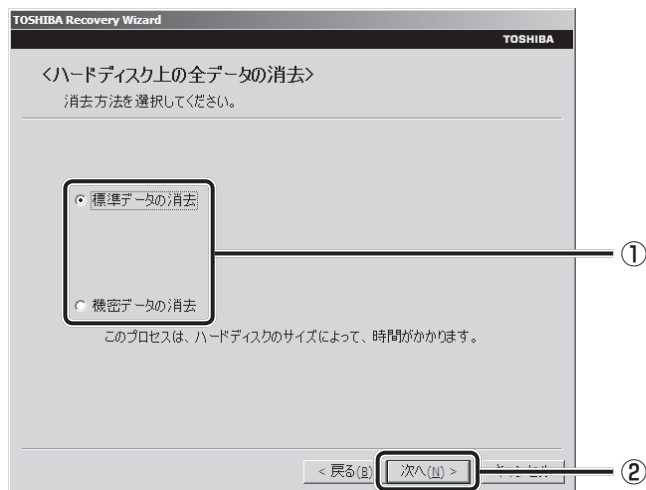 TOSHIBA Recovery Wizard
TOSHIBA
<ハードディスク上の全データの消去>
消去方法を選択してください。
標準データの消去
①
機密データの消去
このプロセスは、ハードディスクのサイズによって、時間がかかります。
< 戻る(B) 次へ(N) >
②